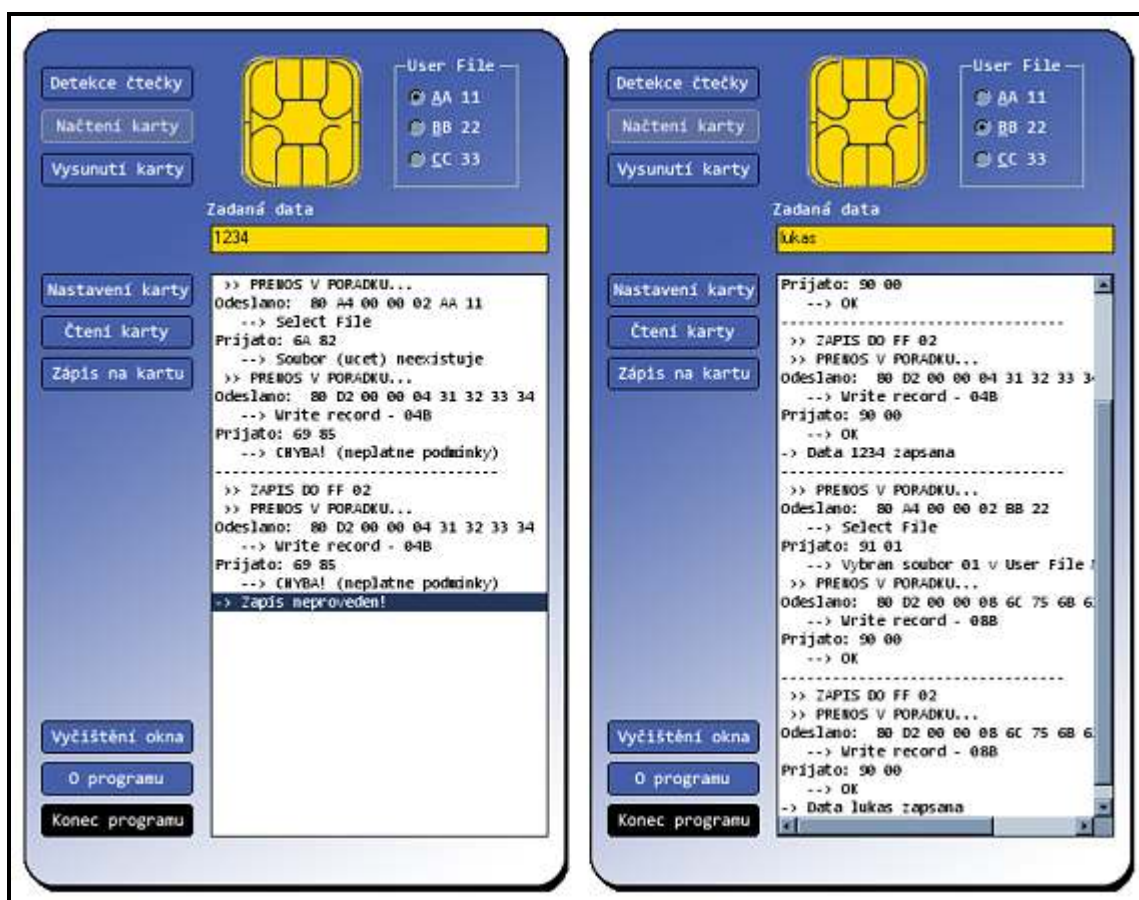 Detekce čtečky
Načtení karty
Vysunutí karty
User File
AA 11
BB 22
CC 33
Zadaná data
1234
Nastavení karty
Čtení karty
Zápis na kartu
>> PRENOS V PORADKU...
Odeslano: 80 A4 00 00 02 AA 11
--> Select File
Prijato: 6A 82
--> Soubor (ucet) neexistuje
>> PRENOS V PORADKU...
Odeslano: 80 D2 00 00 04 31 32 33 34
--> Write record - 04B
Prijato: 69 85
--> CHYBA! (neplatne podminky)
---------------------------------
>> ZAPIS DO FF 02
>> PRENOS V PORADKU...
Odeslano: 80 D2 00 00 04 31 32 33 34
--> Write record - 04B
Prijato: 69 85
--> CHYBA! (neplatne podminky)
-> Zapis neproveden!
Vyčištění okna
O programu
Konec programu
Detekce čtečky
Načtení karty
Vysunutí karty
User File
AA 11
BB 22
CC 33
Zadaná data
lukas
Nastavení karty
Čtení karty
Zápis na kartu
Prijato: 90 00
--> OK
---------------------------------
>> ZAPIS DO FF 02
>> PRENOS V PORADKU...
Odeslano: 80 D2 00 00 04 31 32 33
--> Write record - 04B
Prijato: 90 00
--> OK
-> Data 1234 zapsana
---------------------------------
>> PRENOS V PORADKU...
Odeslano: 80 A4 00 00 02 BB 22
--> Select File
Prijato: 91 01
--> Vybran soubor 01 v User File
>> PRENOS V PORADKU...
Odeslano: 80 D2 00 00 08 6C 75 6B
--> Write record - 08B
Prijato: 90 00
--> OK
---------------------------------
>> ZAPIS DO FF 02
>> PRENOS V PORADKU...
Odeslano: 80 D2 00 00 08 6C 75 6B
--> Write record - 08B
Prijato: 90 00
--> OK
-> Data lukas zapsana
Vyčištění okna
O programu
Konec programu